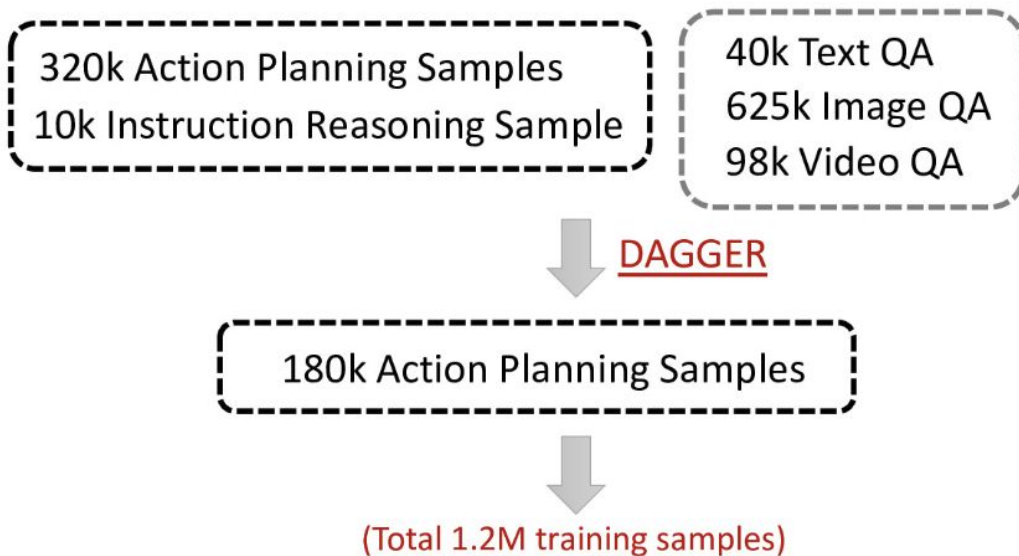 320k Action Planning Samples
10k Instruction Reasoning Sample
40k Text QA
625k Image QA
98k Video QA
DAGGER
180k Action Planning Samples
(Total 1.2M training samples)